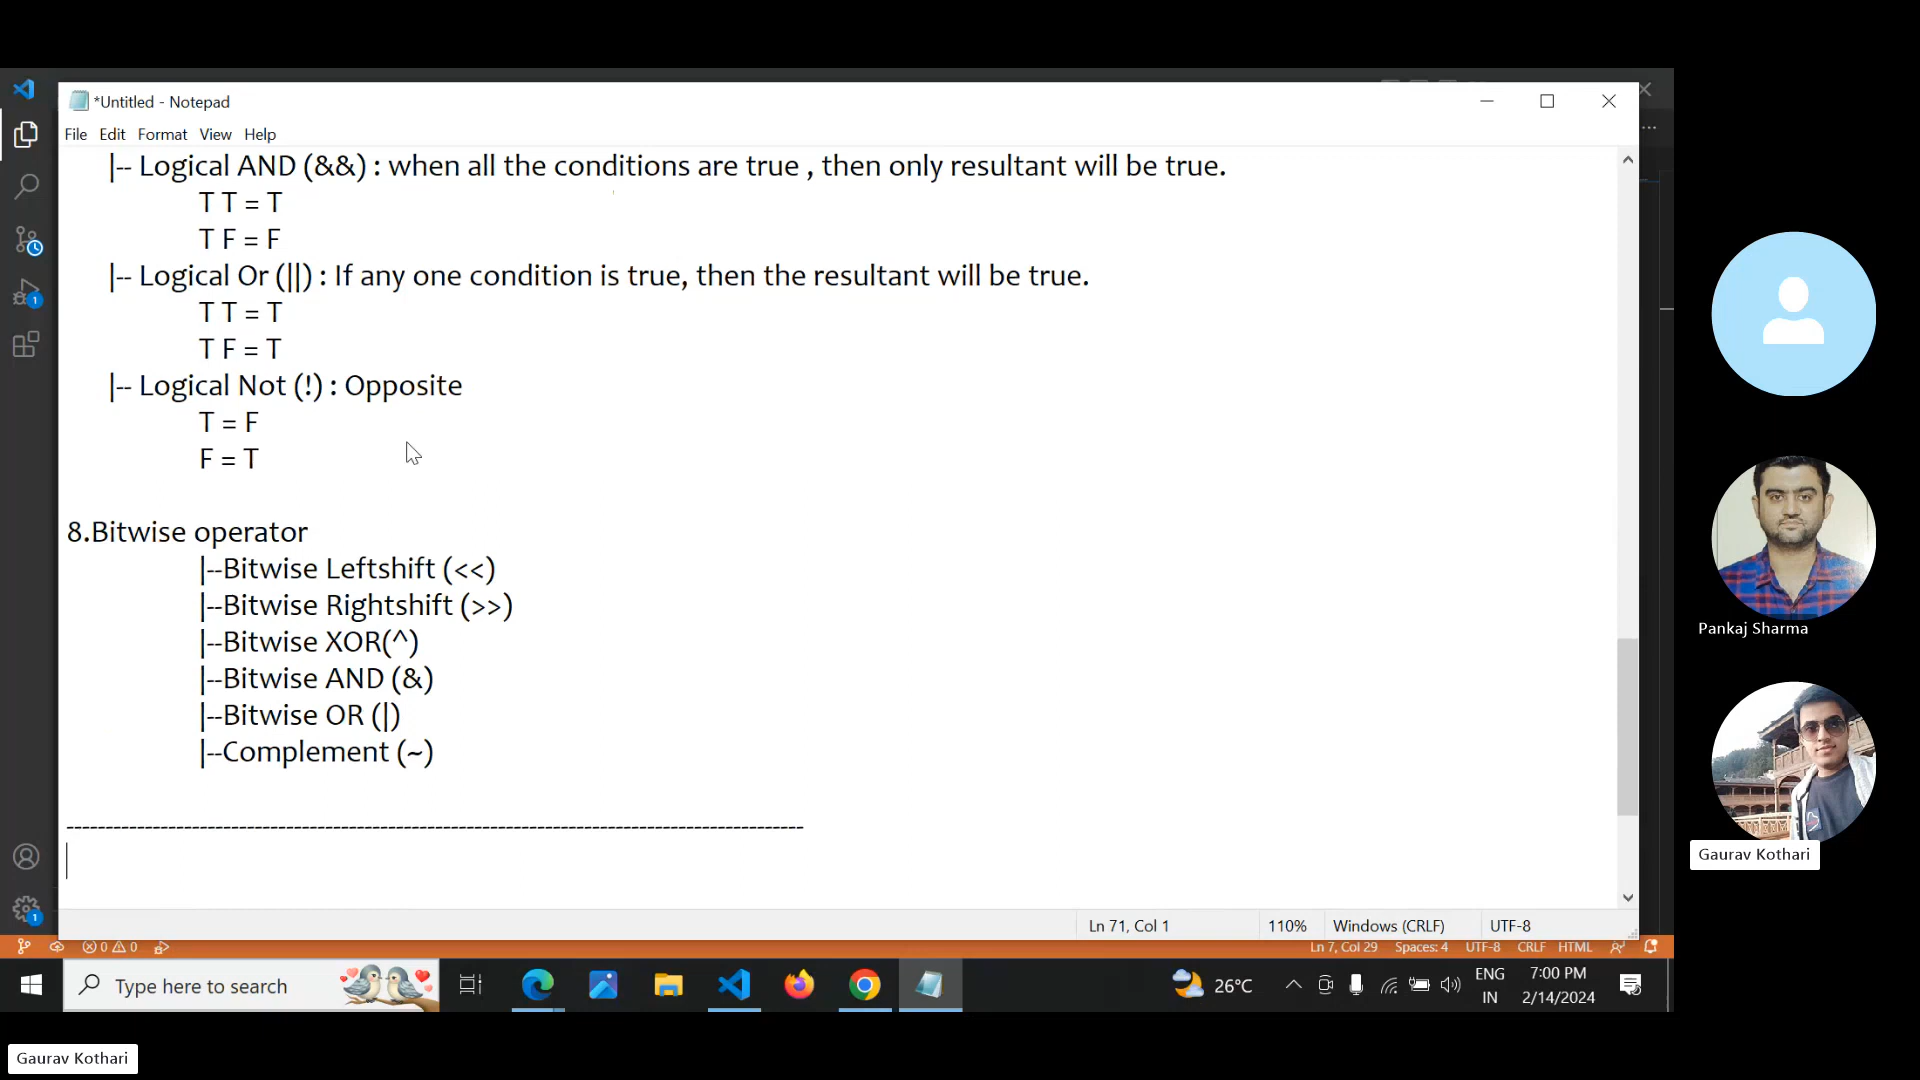 *Untitled - Notepad
File Edit Format View Help
|-- Logical AND (&&) : when all the conditions are true , then only resultant will be true.
T T = T
T F = F
|-- Logical Or (||) : If any one condition is true, then the resultant will be true.
T T = T
T F = T
|-- Logical Not (!) : Opposite
T = F
F = T
8.Bitwise operator
|--Bitwise Leftshift (<<)
|--Bitwise Rightshift (>>)
|--Bitwise XOR(^)
|--Bitwise AND (&)
|--Bitwise OR (|)
|--Complement (~)
--------------------------------------------------------------------------------------------
Ln 71, Col 1 110% Windows (CRLF) UTF-8
0 0 Ln 7, Col 29 Spaces: 4 UTF-8 CRLF HTML
1
1
Type here to search
26°C
ENG
IN
7:00 PM
2/14/2024
Pankaj Sharma
Gaurav Kothari
Gaurav Kothari